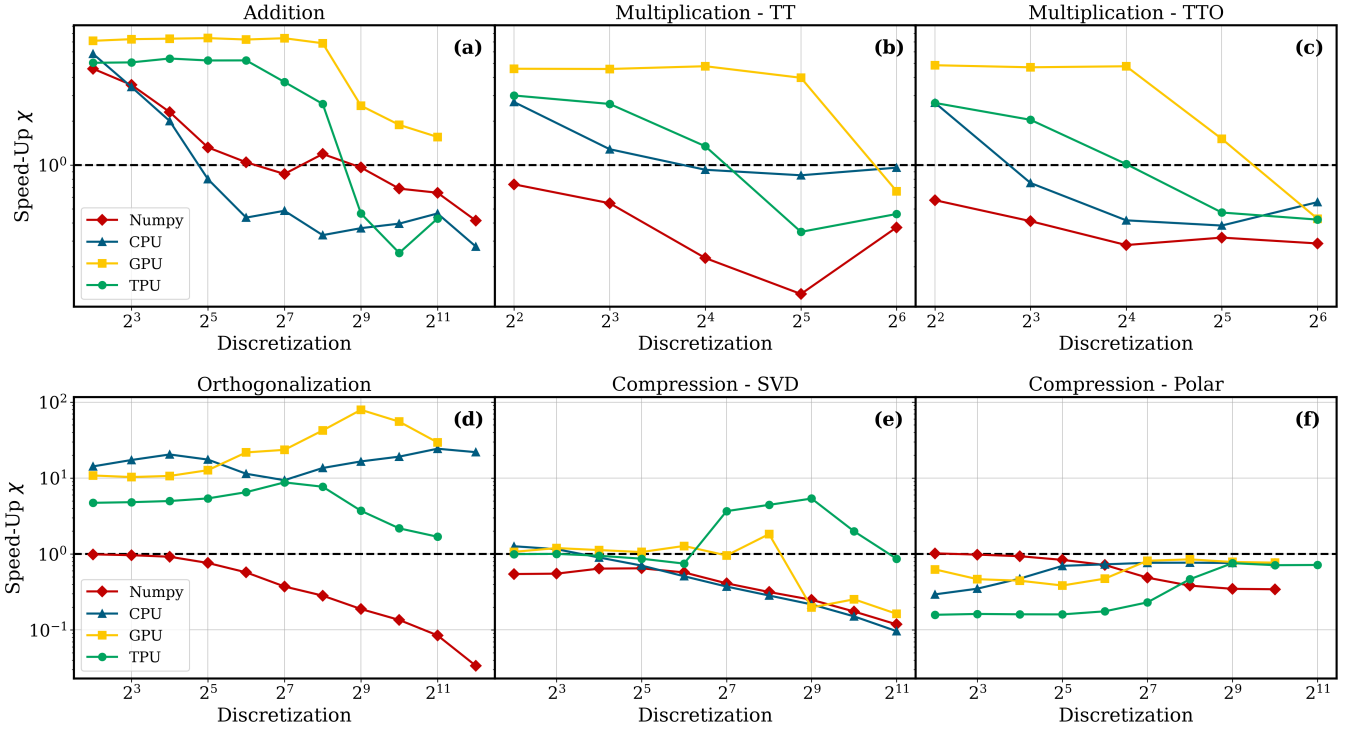 Addition
Multiplication - TT
Multiplication - TTO
(a)
(b)
(c)
Speed-Up χ
10⁰
Numpy
CPU
GPU
TPU
2³ 2⁵ 2⁷ 2⁹ 2¹¹
2² 2³ 2⁴ 2⁵ 2⁶
2² 2³ 2⁴ 2⁵ 2⁶
Discretization
Discretization
Discretization
Orthogonalization
Compression - SVD
Compression - Polar
(d)
(e)
(f)
Speed-Up χ
10²
10¹
10⁰
10⁻¹
Numpy
CPU
GPU
TPU
2³ 2⁵ 2⁷ 2⁹ 2¹¹
2³ 2⁵ 2⁷ 2⁹ 2¹¹
2³ 2⁵ 2⁷ 2⁹ 2¹¹
Discretization
Discretization
Discretization